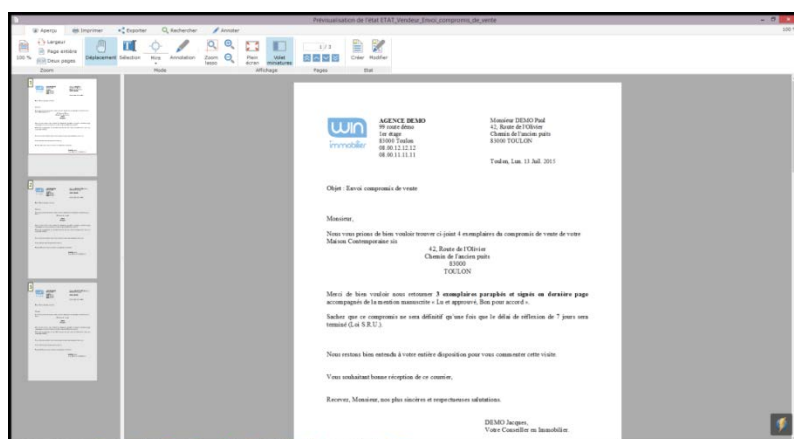 Prévisualisation de l'état ETAT_Vendeur_Envoi_compromis_de_vente
Aperçu Imprimer Exporter Rechercher Annoter
100 %
Largeur
Page entière
Deux pages
Déplacement Sélection Mire Annotation Zoom Plein écran Volet miniatures Créer Modifier
1 / 3
Zoom Mode Affichage Pages Etat
WIN
immobilier
AGENCE DEMO
99 route démo
1er étage
83000 Toulon
08.00.12.12.12
08.00.11.11.11
Monsieur DEMO Paul
42, Route de l'Olivier
Chemin de l'ancien puits
83000 TOULON
Toulon, Lun. 13 Juil. 2015
Objet : Envoi compromis de vente
Monsieur,
Nous vous prions de bien vouloir trouver ci-joint 4 exemplaires du compromis de vente de votre
Maison Contemporaine sis
42, Route de l'Olivier
Chemin de l'ancien puits
83000
TOULON
Merci de bien vouloir nous retourner 3 exemplaires paraphés et signés en dernière page
accompagnés de la mention manuscrite « Lu et approuvé, Bon pour accord ».
Sachez que ce compromis ne sera définitif qu'une fois que le délai de réflexion de 7 jours sera
terminé (Loi S.R.U.).
Nous restons bien entendu à votre entière disposition pour vous commenter cette visite.
Vous souhaitant bonne réception de ce courrier,
Recevez, Monsieur, nos plus sincères et respectueuses salutations.
DEMO Jacques,
Votre Conseiller en Immobilier.